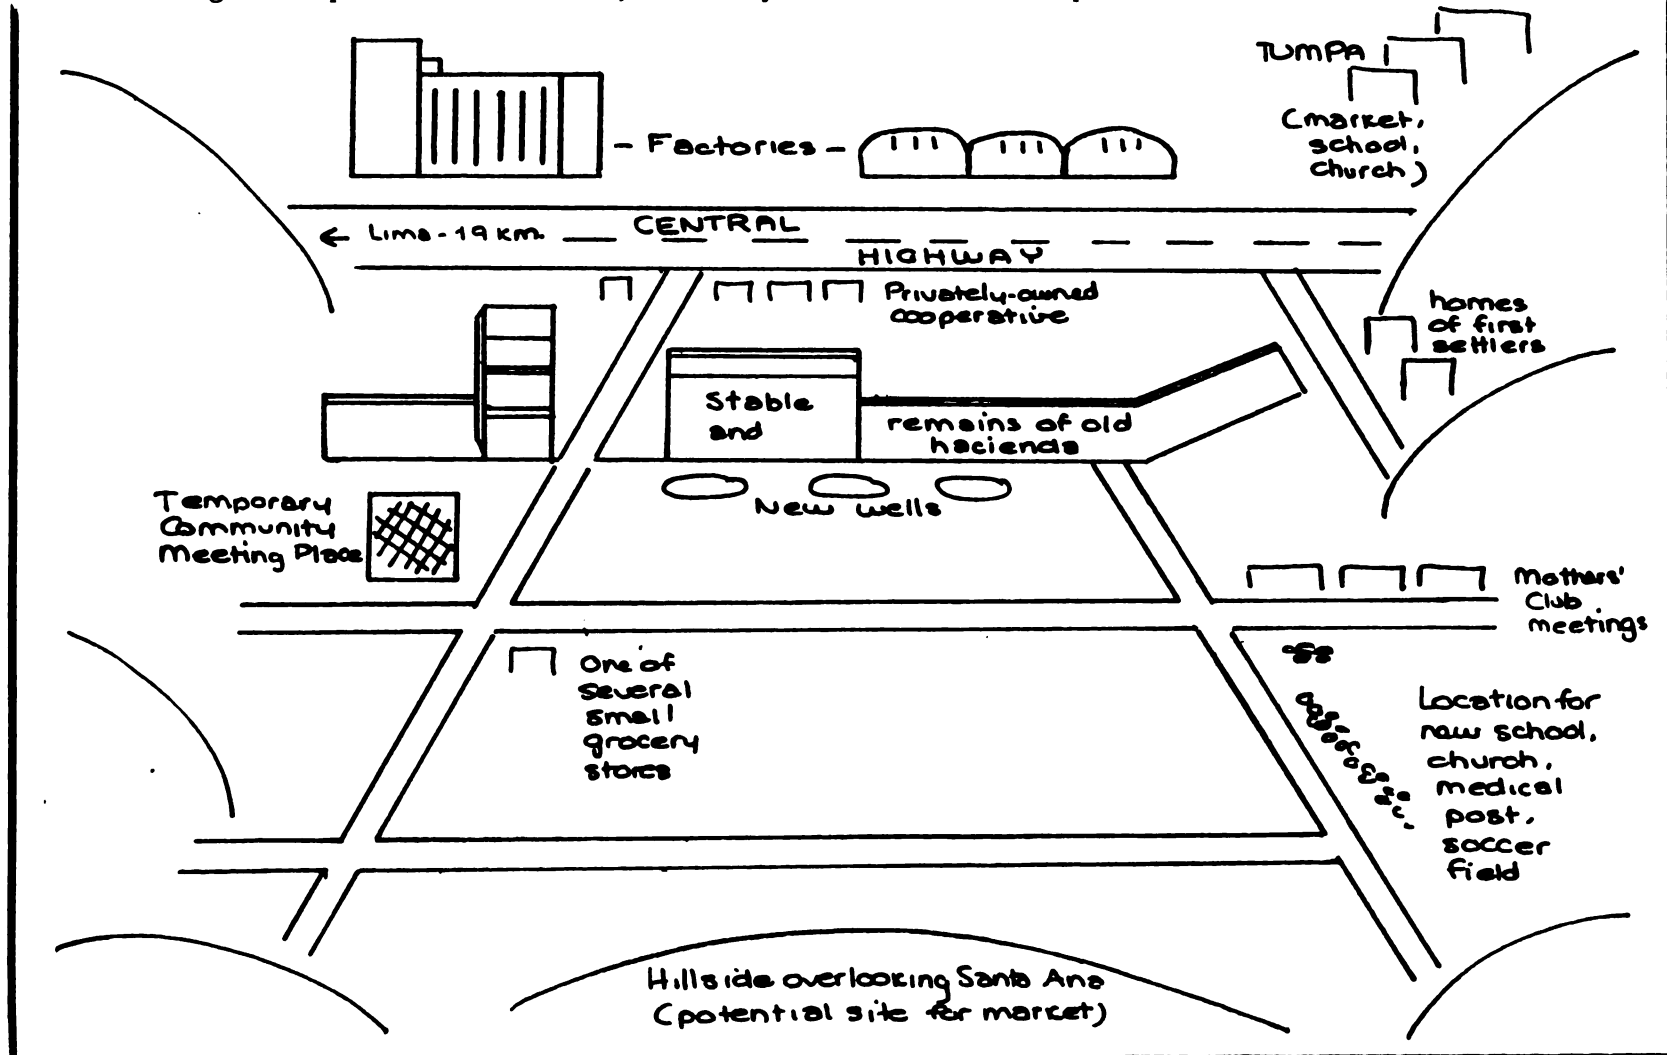 TUMPA
(market,
school,
church)
- Factories -
← Lima - 19 km.
CENTRAL
HIGHWAY
Privately-owned
cooperative
homes
of first
settlers
Stable
and
remains of old
hacienda
Temporary
Community
Meeting Place
New wells
Mothers'
Club
meetings
One of
several
small
grocery
stores
Location for
new school,
church,
medical
post,
soccer
field
Hillside overlooking Santa Ana
(potential site for market)